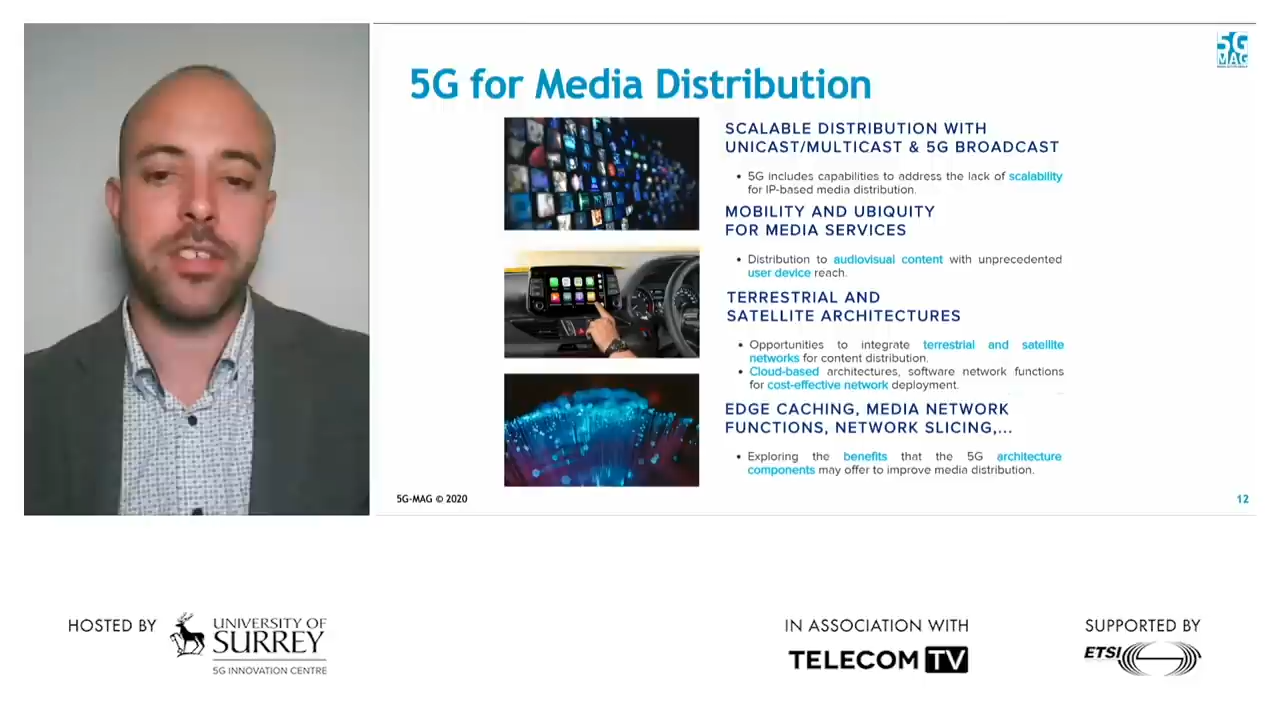 5G
MAG
5G for Media Distribution
SCALABLE DISTRIBUTION WITH
UNICAST/MULTICAST & 5G BROADCAST
• 5G includes capabilities to address the lack of scalability
for IP-based media distribution.
MOBILITY AND UBIQUITY
FOR MEDIA SERVICES
• Distribution to audiovisual content with unprecedented
user device reach.
TERRESTRIAL AND
SATELLITE ARCHITECTURES
• Opportunities to integrate terrestrial and satellite
networks for content distribution.
• Cloud-based architectures, software network functions
for cost-effective network deployment.
EDGE CACHING, MEDIA NETWORK
FUNCTIONS, NETWORK SLICING,...
• Exploring the benefits that the 5G architecture
components may offer to improve media distribution.
5G-MAG © 2020
12
HOSTED BY
UNIVERSITY OF
SURREY
5G INNOVATION CENTRE
IN ASSOCIATION WITH
TELECOM TV
SUPPORTED BY
ETSI